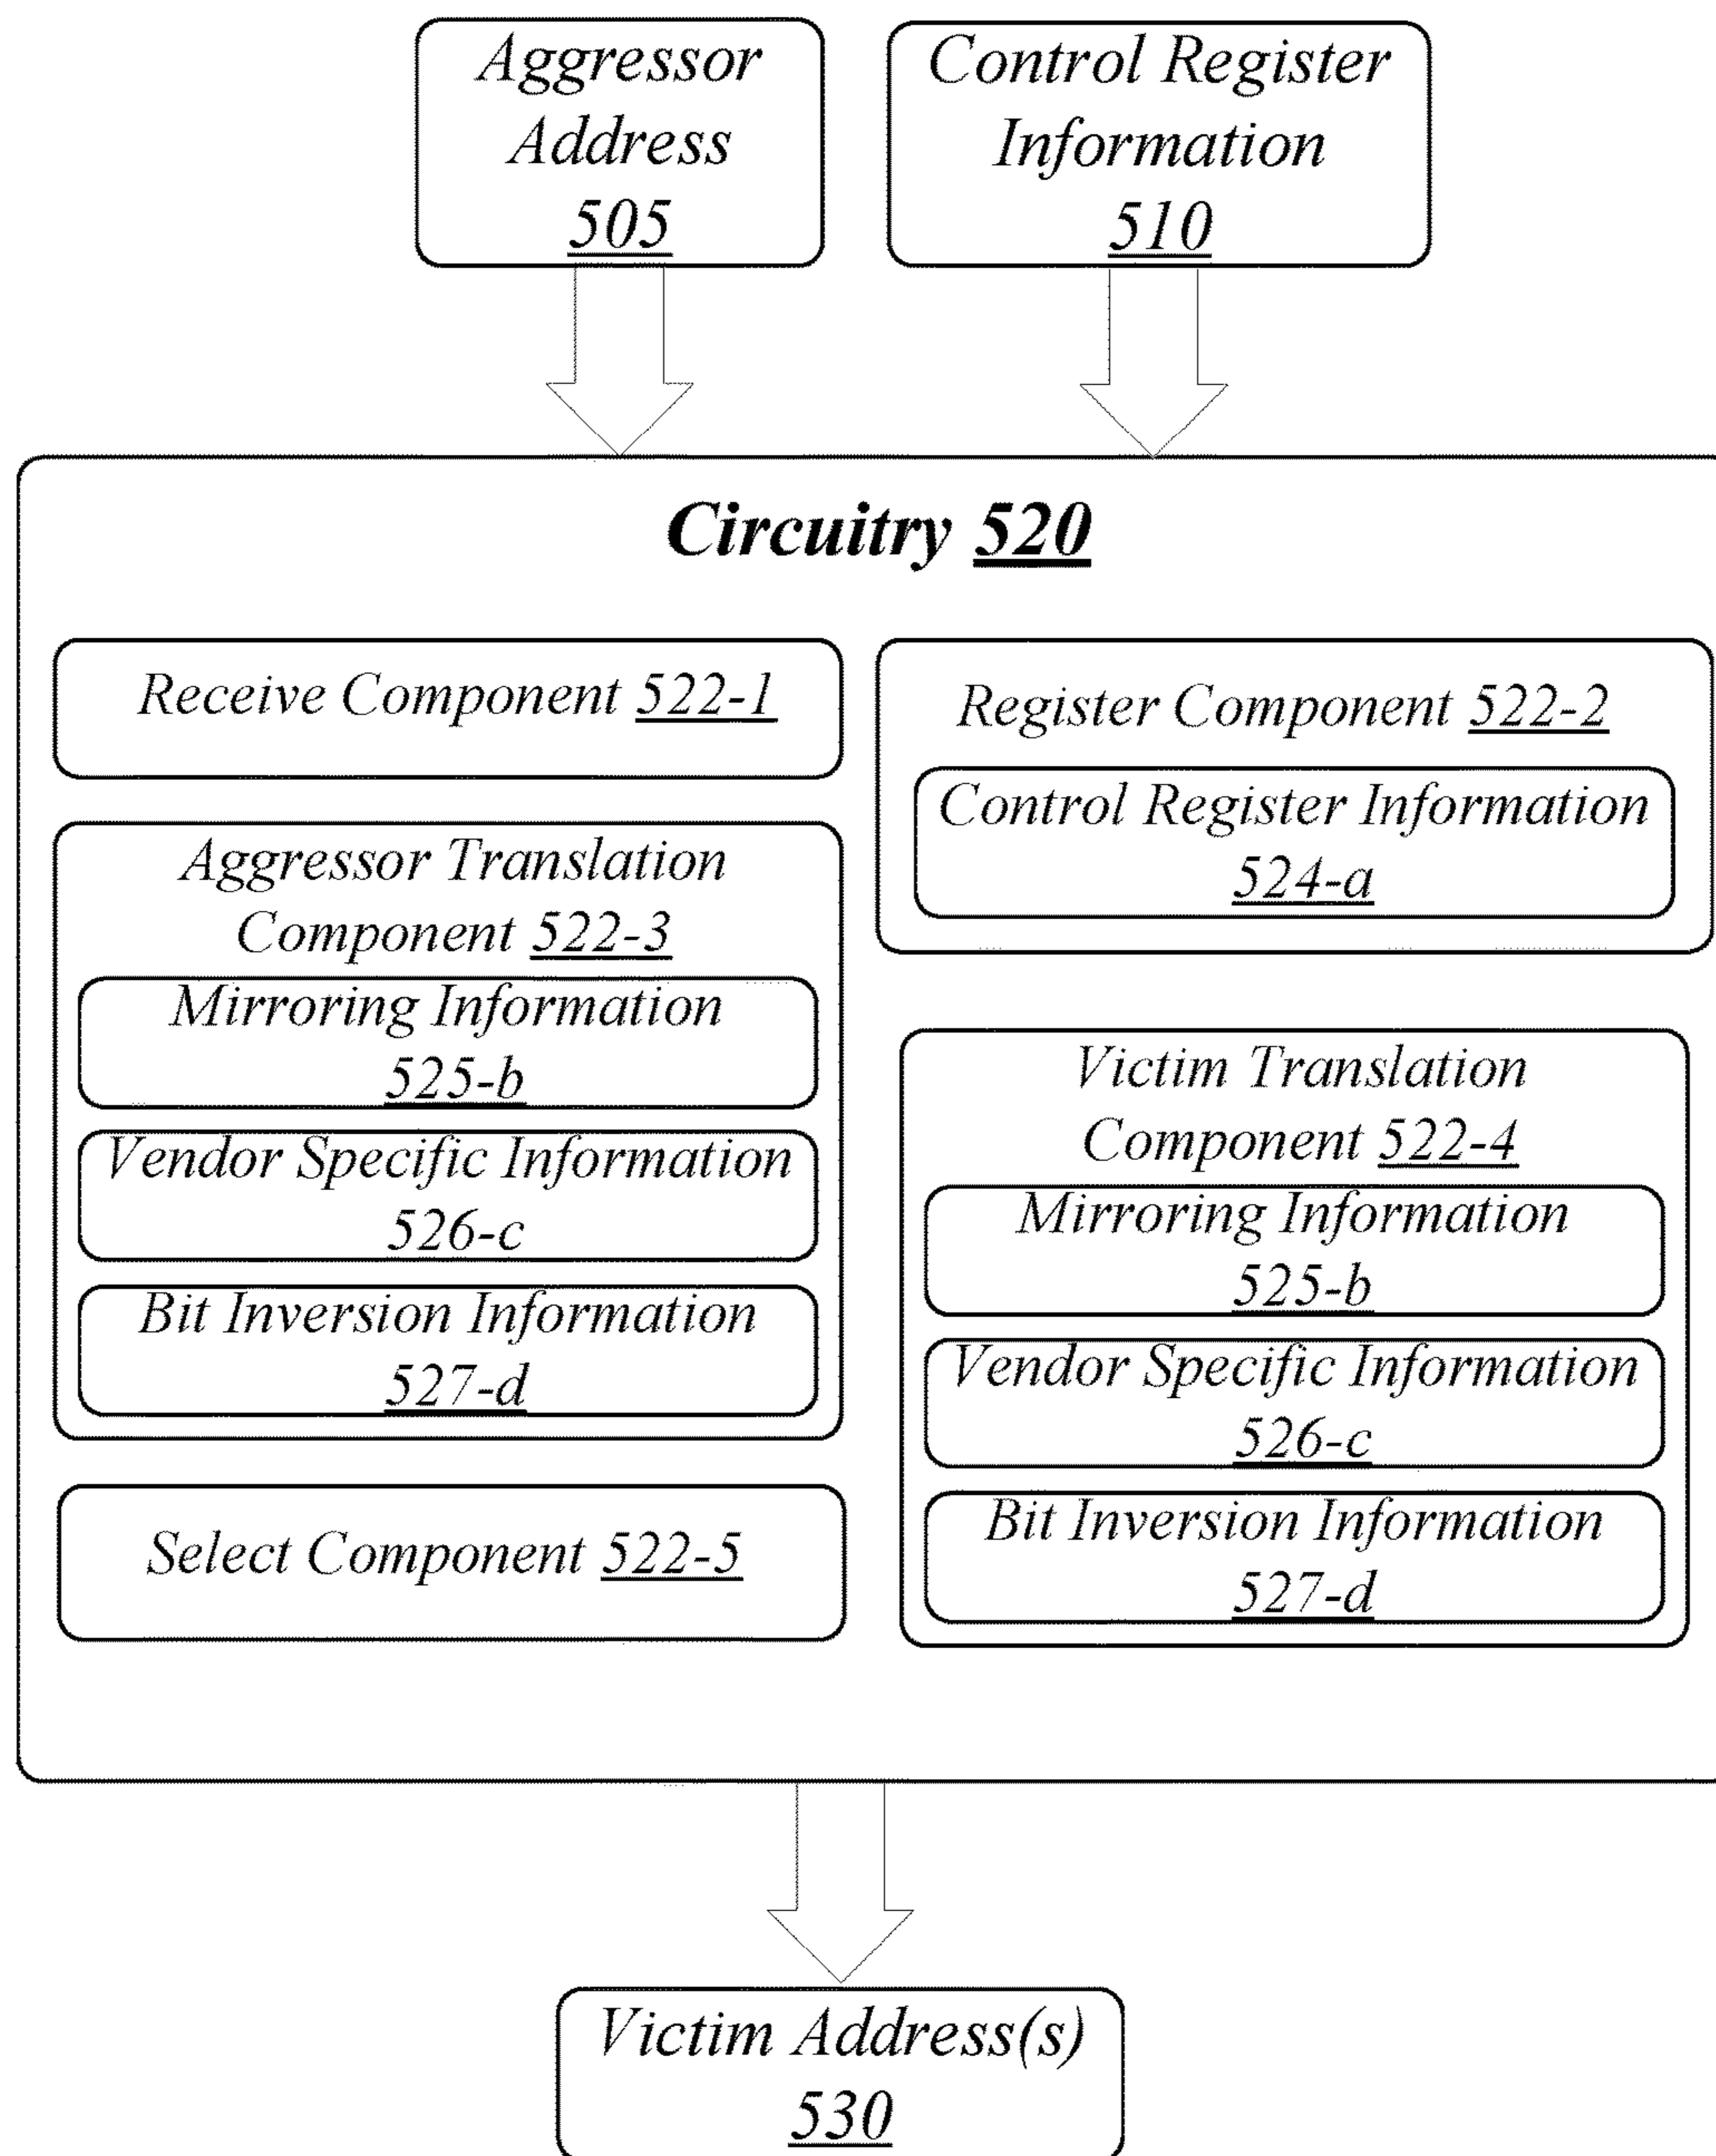 Aggressor
Address
505
Control Register
Information
510
Circuitry 520
Receive Component 522-1
Register Component 522-2
Control Register Information
524-a
Aggressor Translation
Component 522-3
Mirroring Information
525-b
Vendor Specific Information
526-c
Bit Inversion Information
527-d
Victim Translation
Component 522-4
Mirroring Information
525-b
Vendor Specific Information
526-c
Bit Inversion Information
527-d
Select Component 522-5
Victim Address(s)
530